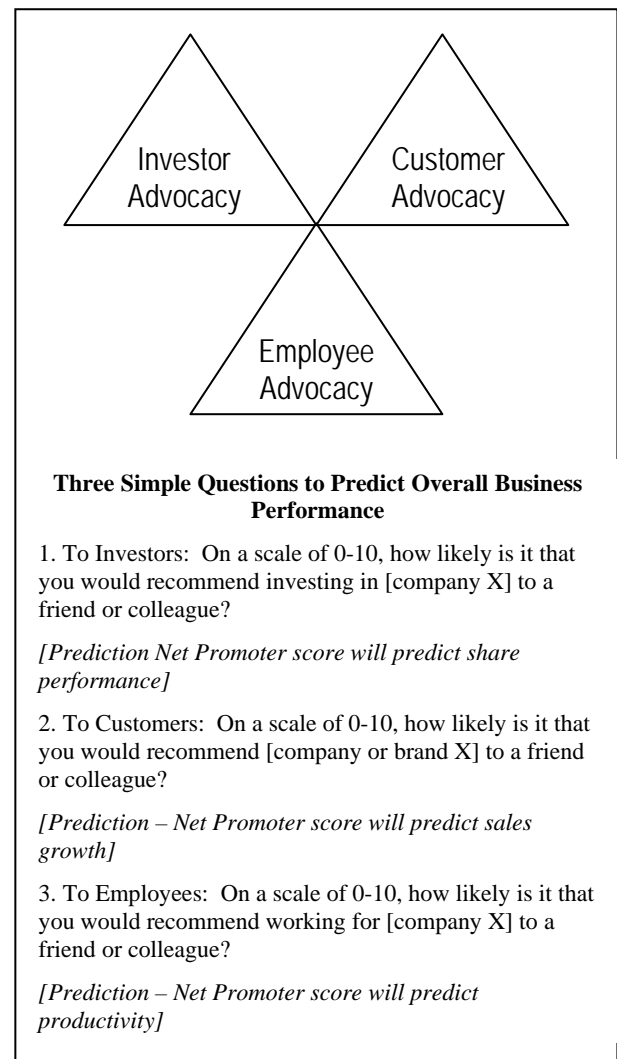 Investor
Advocacy
Customer
Advocacy
Employee
Advocacy
Three Simple Questions to Predict Overall Business
Performance
1. To Investors:  On a scale of 0-10, how likely is it that
you would recommend investing in [company X] to a
friend or colleague?
[Prediction Net Promoter score will predict share
performance]
2. To Customers:  On a scale of 0-10, how likely is it that
you would recommend [company or brand X] to a friend
or colleague?
[Prediction – Net Promoter score will predict sales
growth]
3. To Employees:  On a scale of 0-10, how likely is it that
you would recommend working for [company X] to a
friend or colleague?
[Prediction – Net Promoter score will predict
productivity]